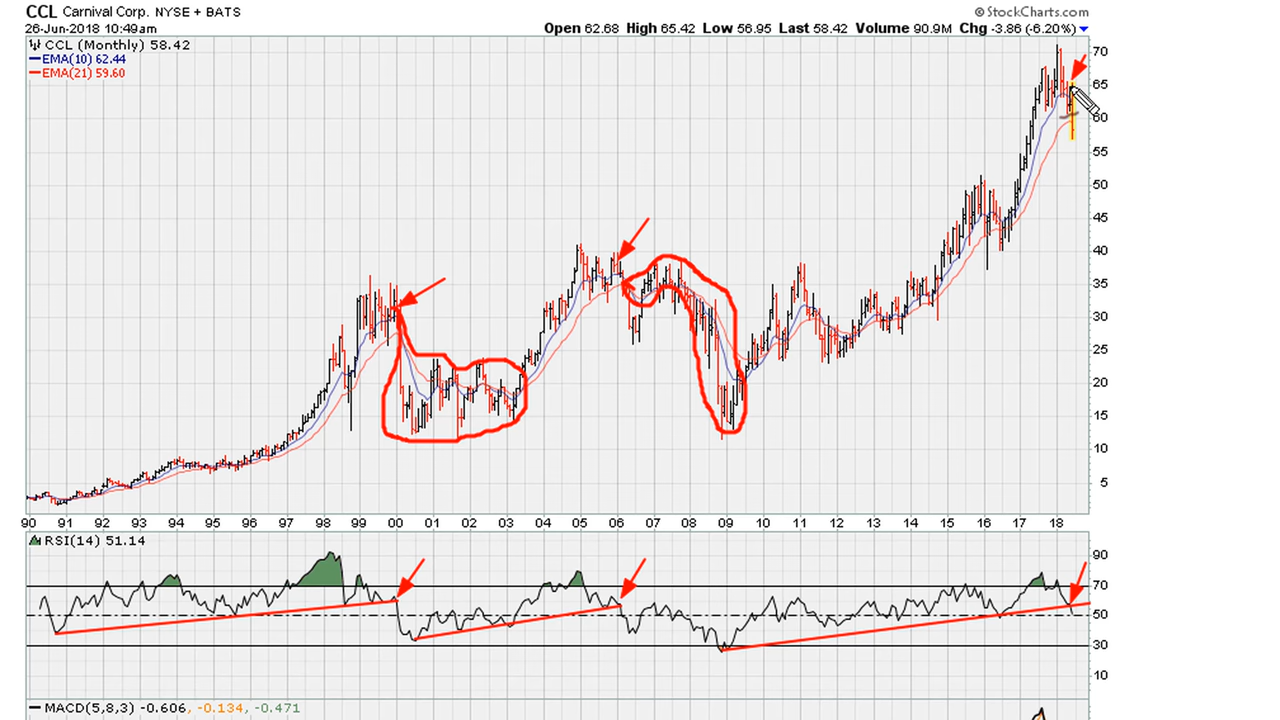 CCL Carnival Corp. NYSE + BATS
© StockCharts.com
26-Jun-2018 10:49am
Open 62.68 High 65.42 Low 56.95 Last 58.42 Volume 90.9M Chg -3.86 (-6.20%)
CCL (Monthly) 58.42
EMA(10) 62.44
EMA(21) 59.60
70
65
60
55
50
45
40
35
30
25
20
15
10
5
90 91 92 93 94 95 96 97 98 99 00 01 02 03 04 05 06 07 08 09 10 11 12 13 14 15 16 17 18
RSI(14) 51.14
90
70
50
30
10
MACD(5,8,3) -0.606, -0.134, -0.471